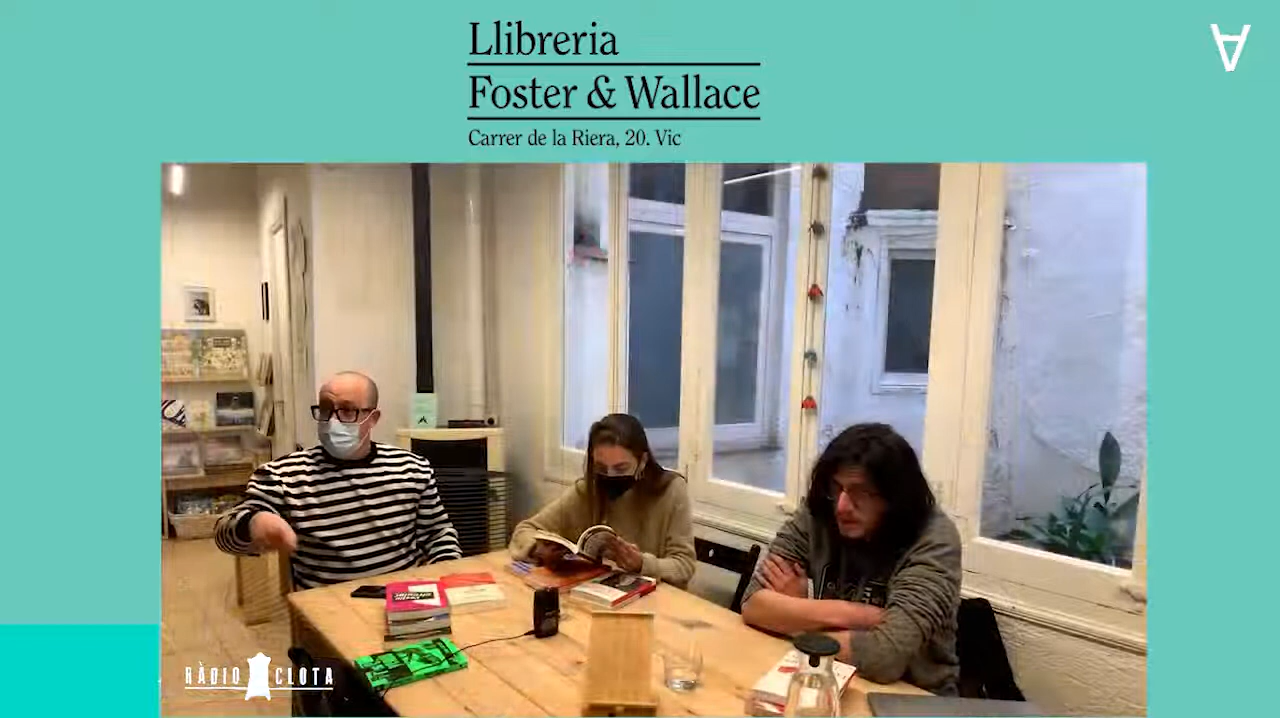 Llibreria
Foster & Wallace
Carrer de la Riera, 20. Vic
RÀDIO CLOTA